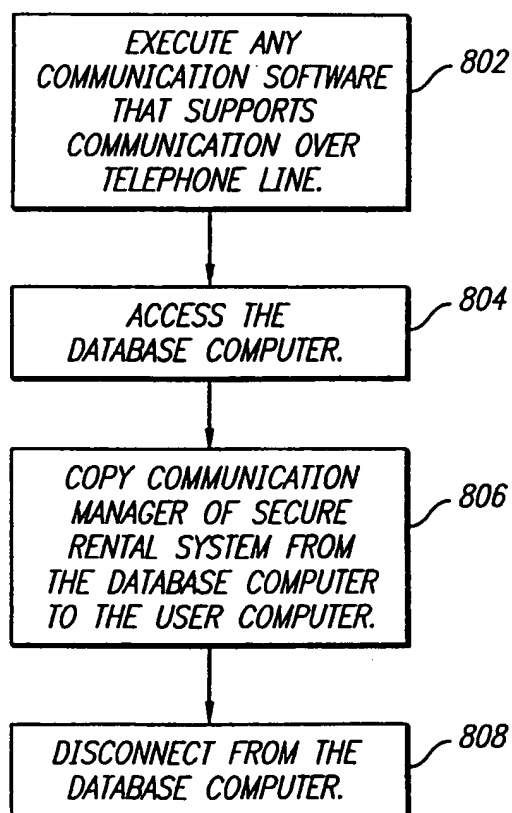 EXECUTE ANY
COMMUNICATION SOFTWARE
THAT SUPPORTS
COMMUNICATION OVER
TELEPHONE LINE.
802
ACCESS THE
DATABASE COMPUTER.
804
COPY COMMUNICATION
MANAGER OF SECURE
RENTAL SYSTEM FROM
THE DATABASE COMPUTER
TO THE USER COMPUTER.
806
DISCONNECT FROM THE
DATABASE COMPUTER.
808